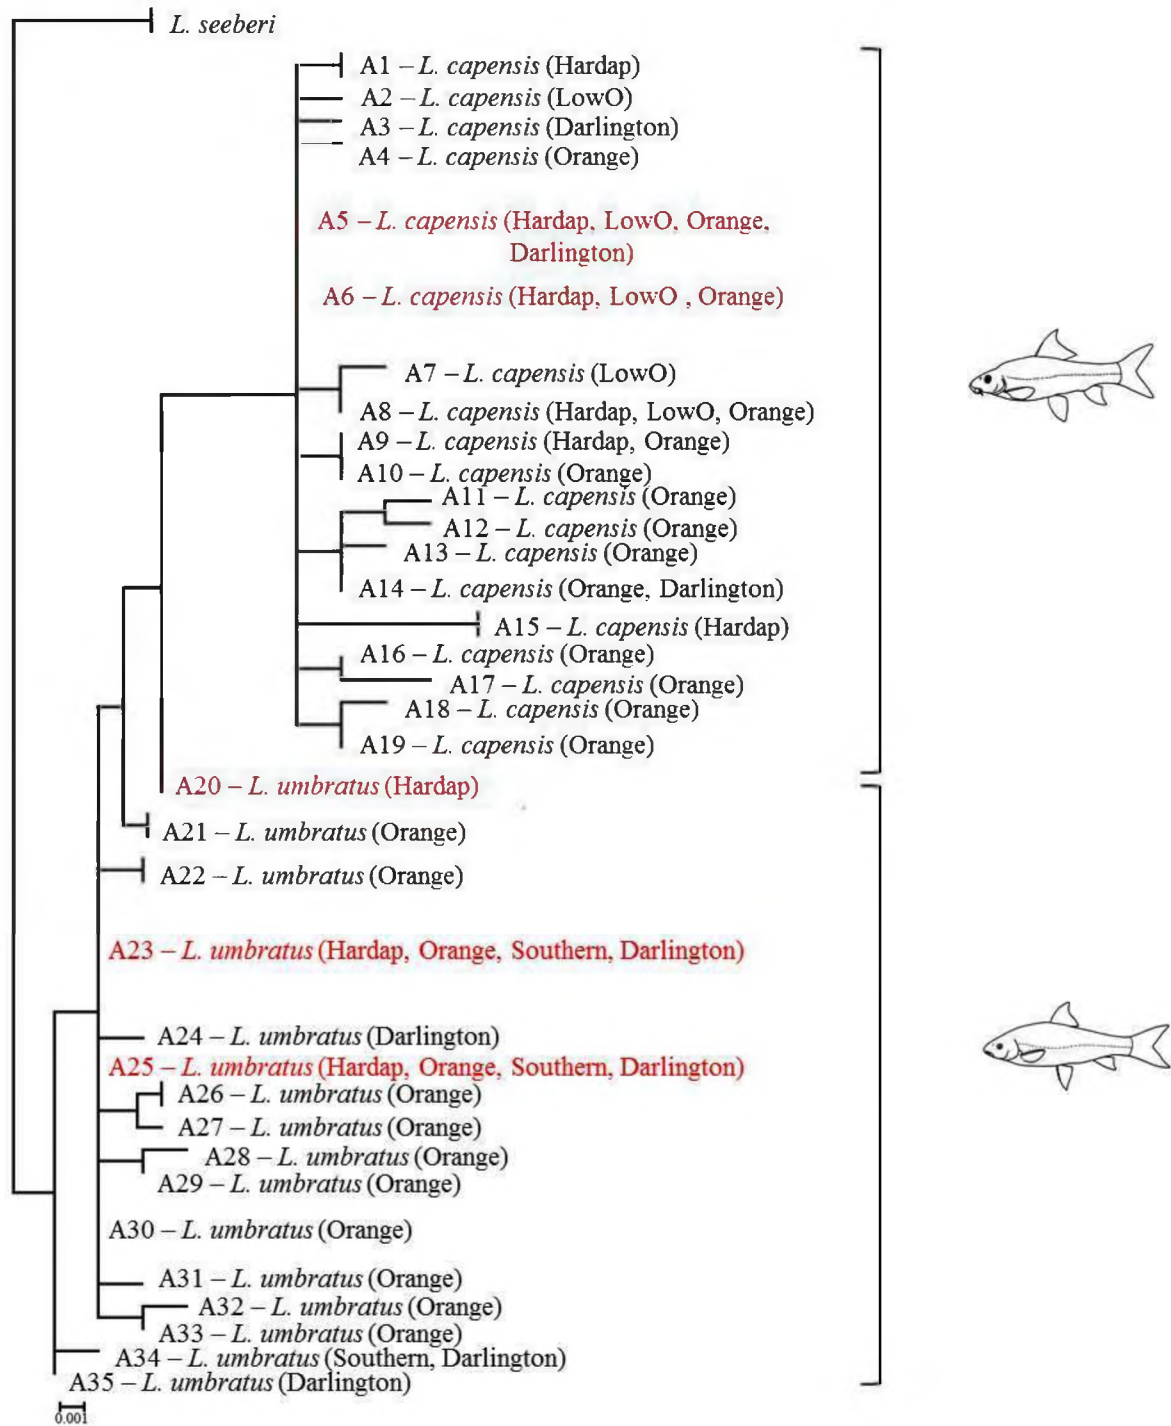 L. seeberi
A1 – L. capensis (Hardap)
A2 – L. capensis (LowO)
A3 – L. capensis (Darlington)
A4 – L. capensis (Orange)
A5 – L. capensis (Hardap, LowO, Orange,
Darlington)
A6 – L. capensis (Hardap, LowO , Orange)
A7 – L. capensis (LowO)
A8 – L. capensis (Hardap, LowO, Orange)
A9 – L. capensis (Hardap, Orange)
A10 – L. capensis (Orange)
A11 – L. capensis (Orange)
A12 – L. capensis (Orange)
A13 – L. capensis (Orange)
A14 – L. capensis (Orange, Darlington)
A15 – L. capensis (Hardap)
A16 – L. capensis (Orange)
A17 – L. capensis (Orange)
A18 – L. capensis (Orange)
A19 – L. capensis (Orange)
A20 – L. umbratus (Hardap)
A21 – L. umbratus (Orange)
A22 – L. umbratus (Orange)
A23 – L. umbratus (Hardap, Orange, Southern, Darlington)
A24 – L. umbratus (Darlington)
A25 – L. umbratus (Hardap, Orange, Southern, Darlington)
A26 – L. umbratus (Orange)
A27 – L. umbratus (Orange)
A28 – L. umbratus (Orange)
A29 – L. umbratus (Orange)
A30 – L. umbratus (Orange)
A31 – L. umbratus (Orange)
A32 – L. umbratus (Orange)
A33 – L. umbratus (Orange)
A34 – L. umbratus (Southern, Darlington)
A35 – L. umbratus (Darlington)
0.001